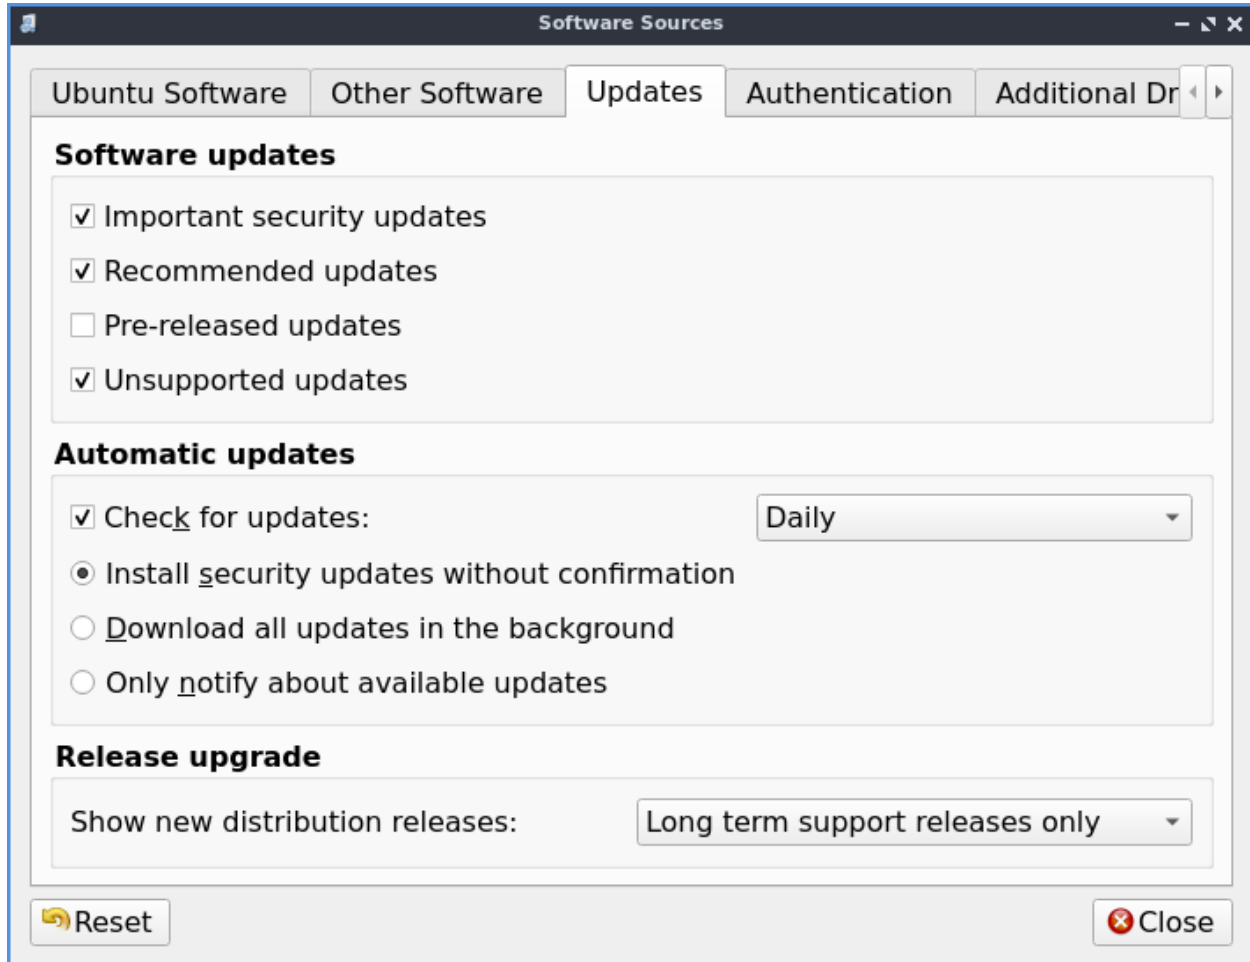 Software Sources
Ubuntu Software
Other Software
Updates
Authentication
Additional Dr
Software updates
Important security updates
Recommended updates
Pre-released updates
Unsupported updates
Automatic updates
Check for updates:
Daily
Install security updates without confirmation
Download all updates in the background
Only notify about available updates
Release upgrade
Show new distribution releases:
Long term support releases only
Reset
Close